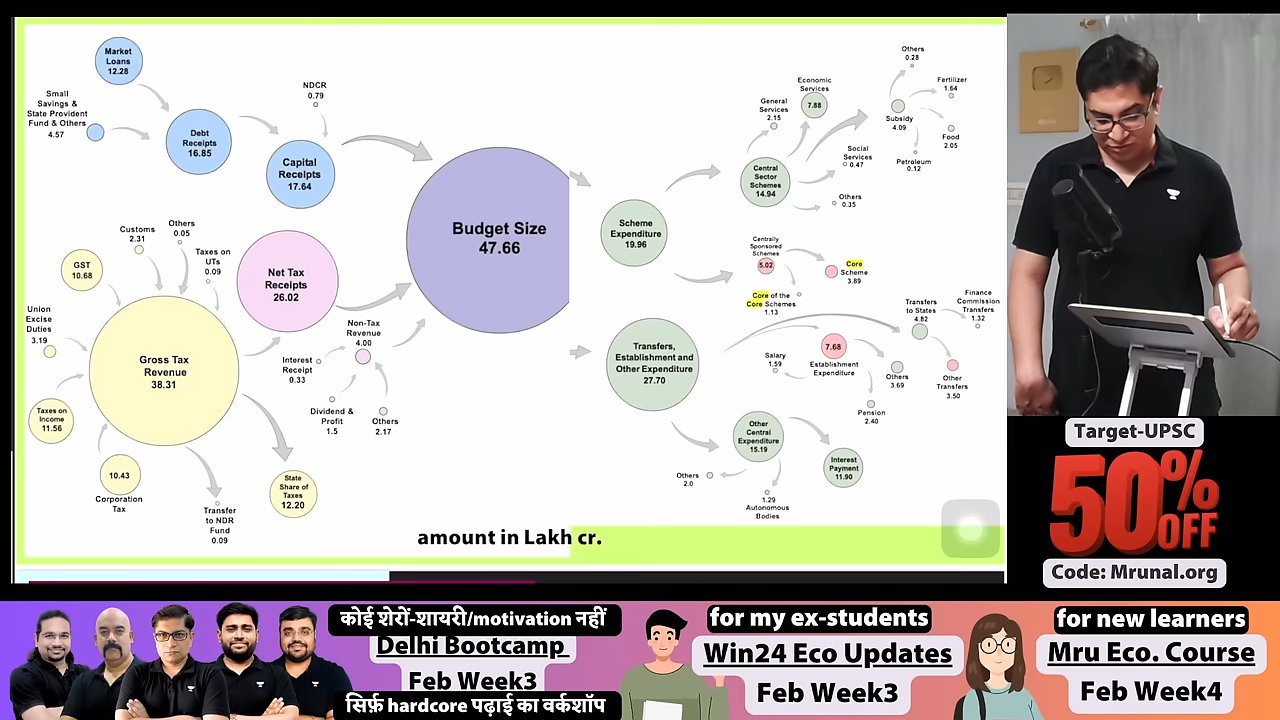 Market
Loans
12.28
Small
Savings &
State Provident
Fund & Others
4.57
Debt
Receipts
16.85
NDCR
0.79
Capital
Receipts
17.64
Customs
2.31
Others
0.05
Taxes on
UTs
0.09
GST
10.68
Union
Excise
Duties
3.19
Gross Tax
Revenue
38.31
Taxes on
Income
11.56
10.43
Corporation
Tax
Transfer
to NDR
Fund
0.09
State
Share of
Taxes
12.20
Net Tax
Receipts
26.02
Non-Tax
Revenue
4.00
Interest
Receipt
0.33
Dividend &
Profit
1.5
Others
2.17
Budget Size
47.66
Scheme
Expenditure
19.96
Central
Sector
Schemes
14.94
General
Services
2.15
Economic
Services
7.88
Social
Services
0.47
Others
0.35
Subsidy
4.09
Others
0.28
Fertilizer
1.64
Food
2.05
Petroleum
0.12
Centrally
Sponsored
Schemes
5.02
Core
Scheme
3.89
Core of the
Core Schemes
1.13
Transfers,
Establishment and
Other Expenditure
27.70
Transfers
to States
4.82
Finance
Commission
Transfers
1.32
Other
Transfers
3.50
7.68
Establishment
Expenditure
Salary
1.59
Others
3.69
Pension
2.40
Other
Central
Expenditure
15.19
Interest
Payment
11.90
Others
2.0
1.29
Autonomous
Bodies
amount in Lakh cr.
Target-UPSC
50% OFF
Code: Mrunal.org
कोई शेरों-शायरी/motivation नहीं
Delhi Bootcamp
Feb Week3
सिर्फ़ hardcore पढ़ाई का वर्कशॉप
for my ex-students
Win24 Eco Updates
Feb Week3
for new learners
Mru Eco. Course
Feb Week4